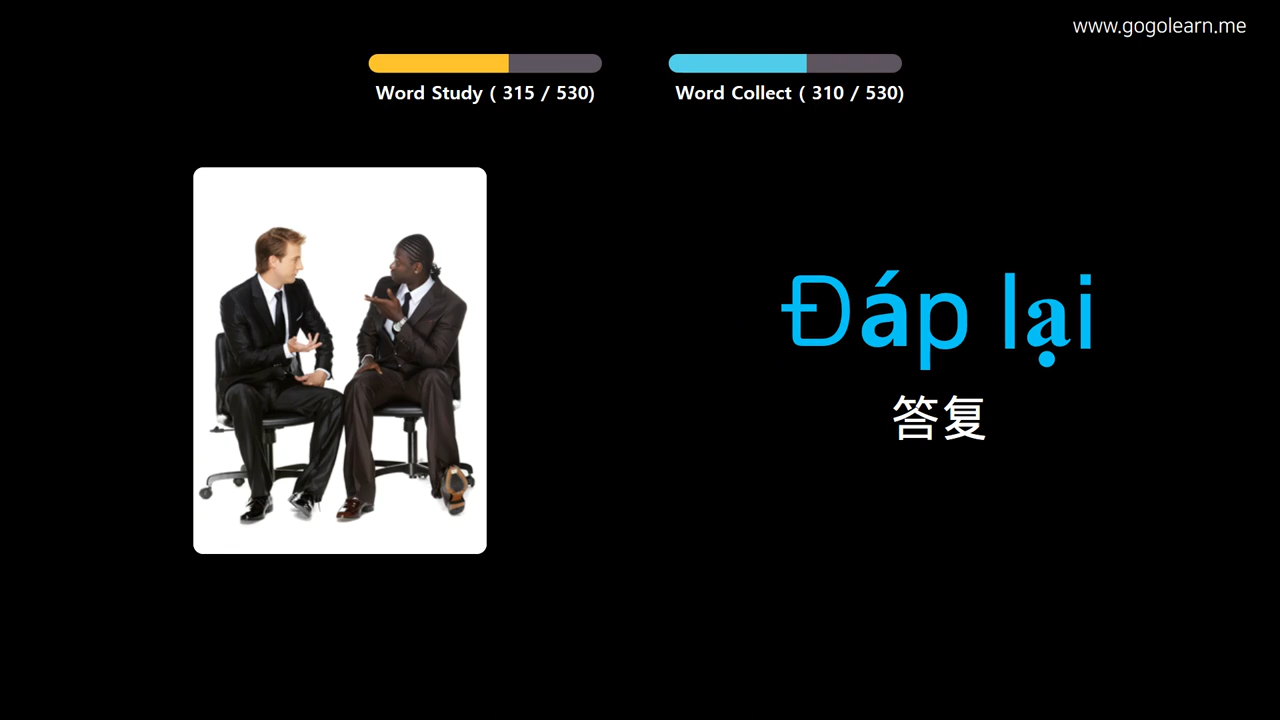 www.gogolearn.me
Word Study ( 315 / 530)
Word Collect ( 310 / 530)
Đáp lại
答复